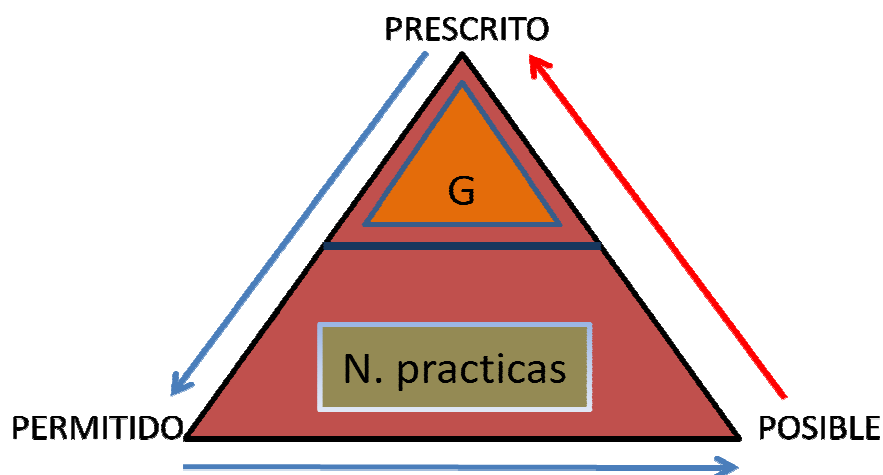 PRESCRITO
G
N. practicas
PERMITIDO
POSIBLE